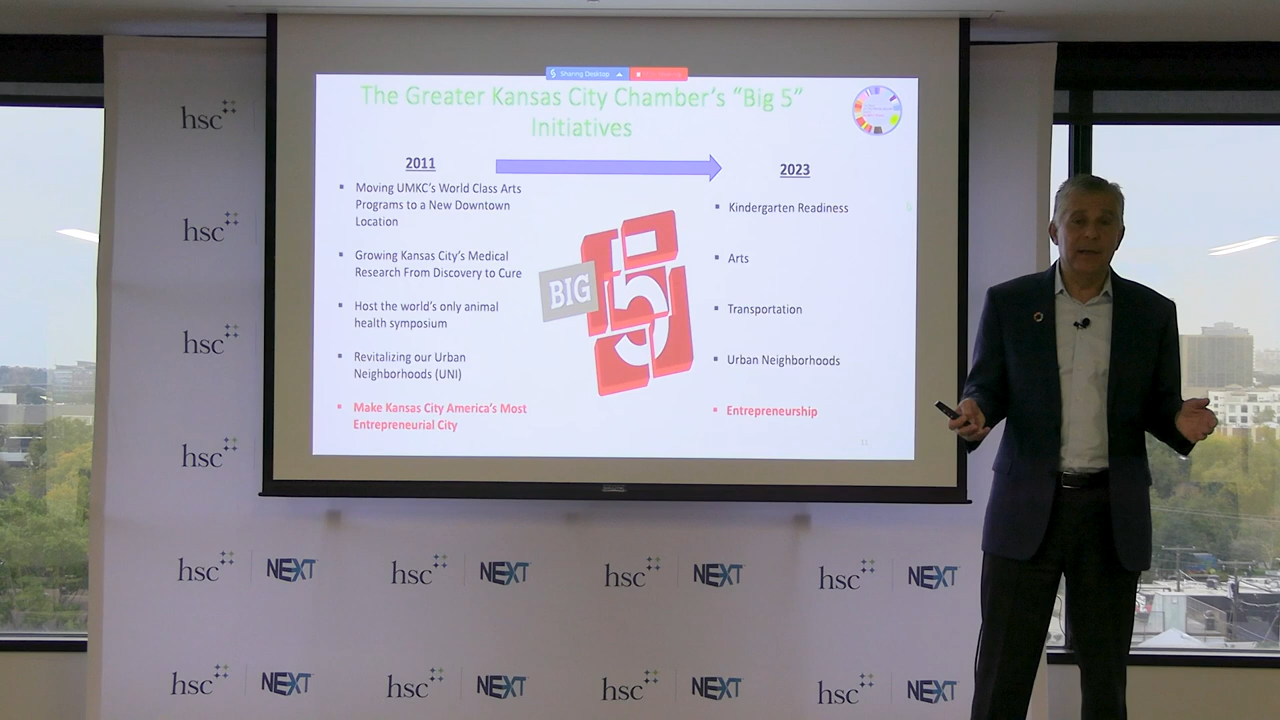 Sharing Desktop
The Greater Kansas City Chamber's "Big 5"
Initiatives
2011
Moving UMKC's World Class Arts
Programs to a New Downtown
Location
Growing Kansas City's Medical
Research From Discovery to Cure
Host the world's only animal
health symposium
Revitalizing our Urban
Neighborhoods (UNI)
Make Kansas City America's Most
Entrepreneurial City
BIG
5
2023
Kindergarten Readiness
Arts
Transportation
Urban Neighborhoods
Entrepreneurship
11
hsc
hsc
hsc
hsc
hsc NEXT hsc NEXT hsc NEXT hsc NEXT
hsc NEXT hsc NEXT hsc NEXT hsc NEXT